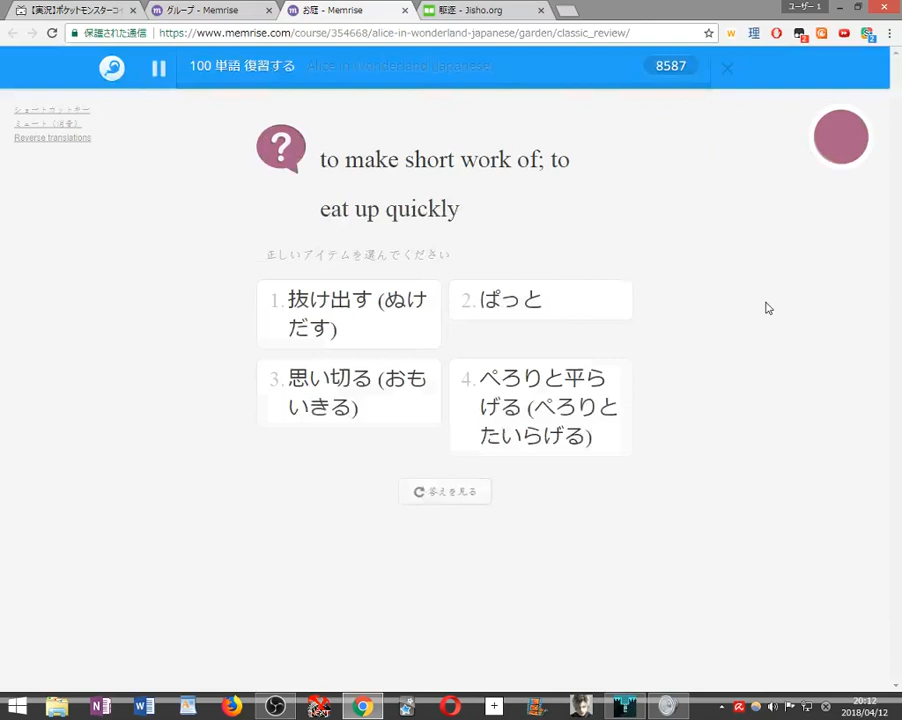 【実況】ポケットモンスターコ
グループ - Memrise
お庭 - Memrise
駆逐 - Jisho.org
ユーザー 1
保護された通信
https://www.memrise.com/course/354668/alice-in-wonderland-japanese/garden/classic_review/
100 単語 復習する
Alice in Wonderland Japanese
8587
ショートカットキー
ミュート（消音）
Reverse translations
?
to make short work of; to
eat up quickly
正しいアイテムを選んでください
1. 抜け出す (ぬけ
だす)
2. ぱっと
3. 思い切る (おも
いきる)
4. ぺろりと平ら
げる (ぺろりと
たいらげる)
答えを見る
20:12
2018/04/12